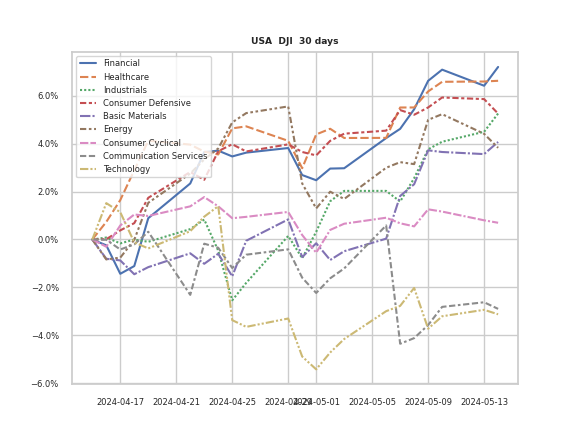 USA DJI 30 days
Financial
Healthcare
Industrials
Consumer Defensive
Basic Materials
Energy
Consumer Cyclical
Communication Services
Technology
6.0%
4.0%
2.0%
0.0%
−2.0%
−4.0%
−6.0%
2024-04-17 2024-04-21 2024-04-25 2024-04-29 2024-05-01 2024-05-05 2024-05-09 2024-05-13